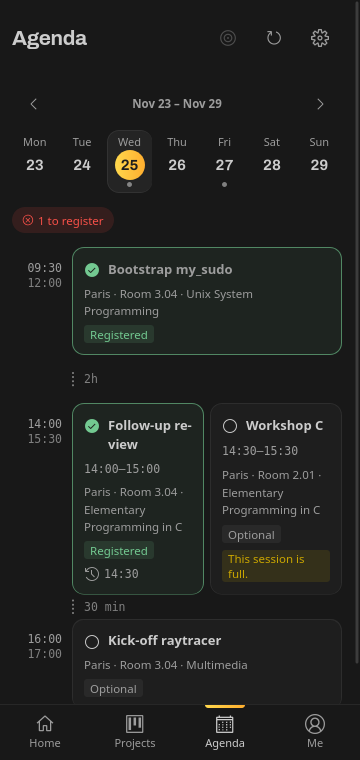 Agenda
Nov 23 – Nov 29
Mon Tue Wed Thu Fri Sat Sun
23 24 25 26 27 28 29
1 to register
09:30
12:00
Bootstrap my_sudo
Paris · Room 3.04 · Unix System
Programming
Registered
2h
14:00
15:30
Follow-up re-
view
14:00–15:00
Paris · Room 3.04 ·
Elementary
Programming in C
Registered
14:30
Workshop C
14:30–15:30
Paris · Room 2.01 ·
Elementary
Programming in C
Optional
This session is
full.
30 min
16:00
17:00
Kick-off raytracer
Paris · Room 3.04 · Multimedia
Optional
Home Projects Agenda Me